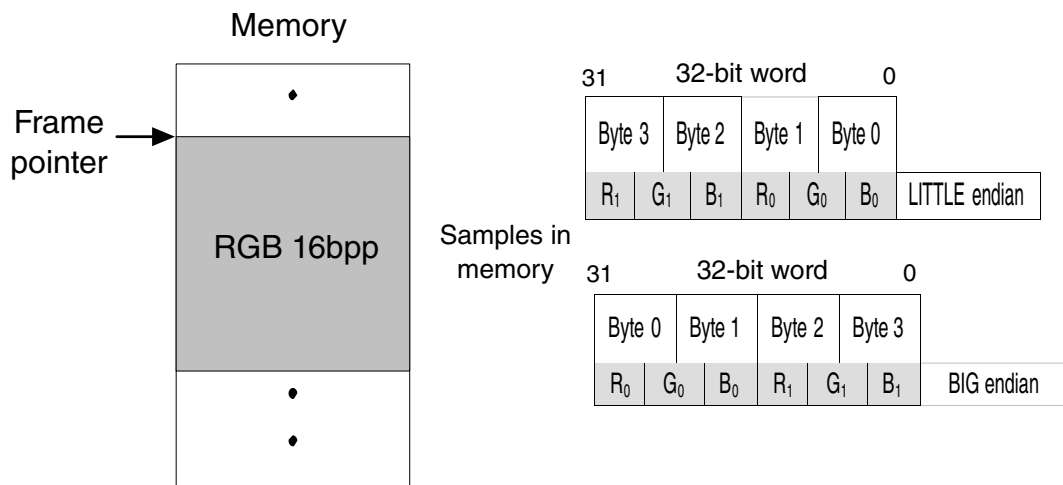 Memory
Frame
pointer
RGB 16bpp
Samples in
memory
31 32-bit word 0
Byte 3 Byte 2 Byte 1 Byte 0
R₁ G₁ B₁ R₀ G₀ B₀ LITTLE endian
31 32-bit word 0
Byte 0 Byte 1 Byte 2 Byte 3
R₀ G₀ B₀ R₁ G₁ B₁ BIG endian